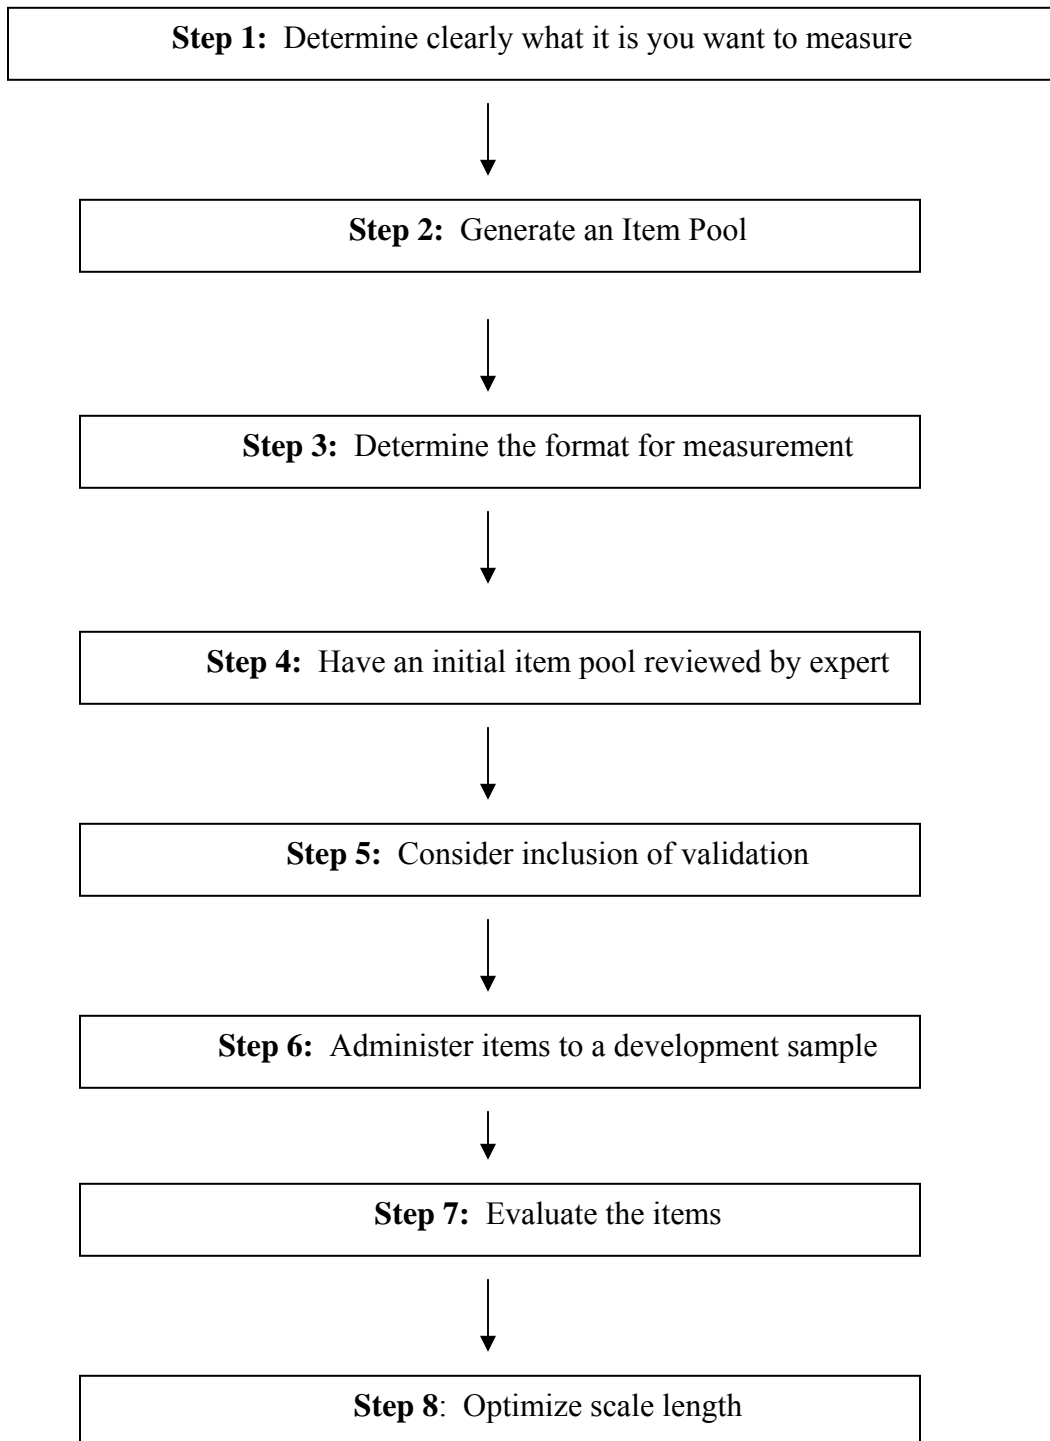 Step 1: Determine clearly what it is you want to measure
Step 2: Generate an Item Pool
Step 3: Determine the format for measurement
Step 4: Have an initial item pool reviewed by expert
Step 5: Consider inclusion of validation
Step 6: Administer items to a development sample
Step 7: Evaluate the items
Step 8: Optimize scale length